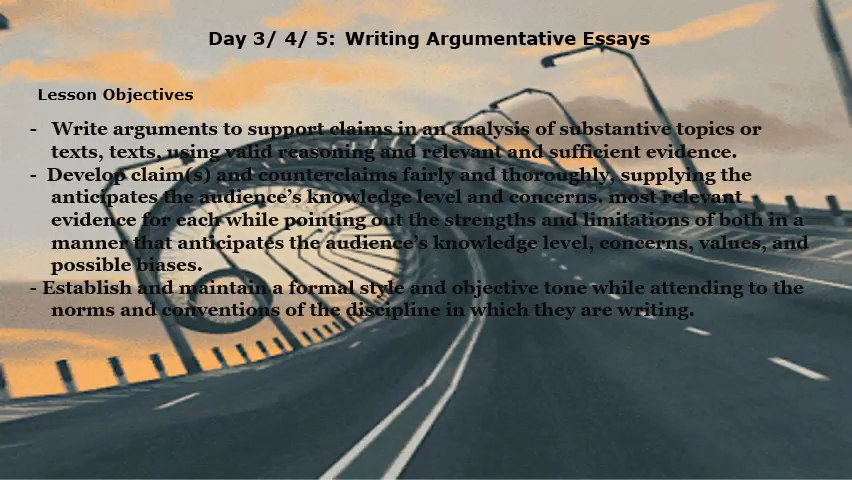 Day 3/ 4/ 5: Writing Argumentative Essays
Lesson Objectives
- Write arguments to support claims in an analysis of substantive topics or
texts, texts, using valid reasoning and relevant and sufficient evidence.
- Develop claim(s) and counterclaims fairly and thoroughly, supplying the
anticipates the audience’s knowledge level and concerns. most relevant
evidence for each while pointing out the strengths and limitations of both in a
manner that anticipates the audience’s knowledge level, concerns, values, and
possible biases.
- Establish and maintain a formal style and objective tone while attending to the
norms and conventions of the discipline in which they are writing.